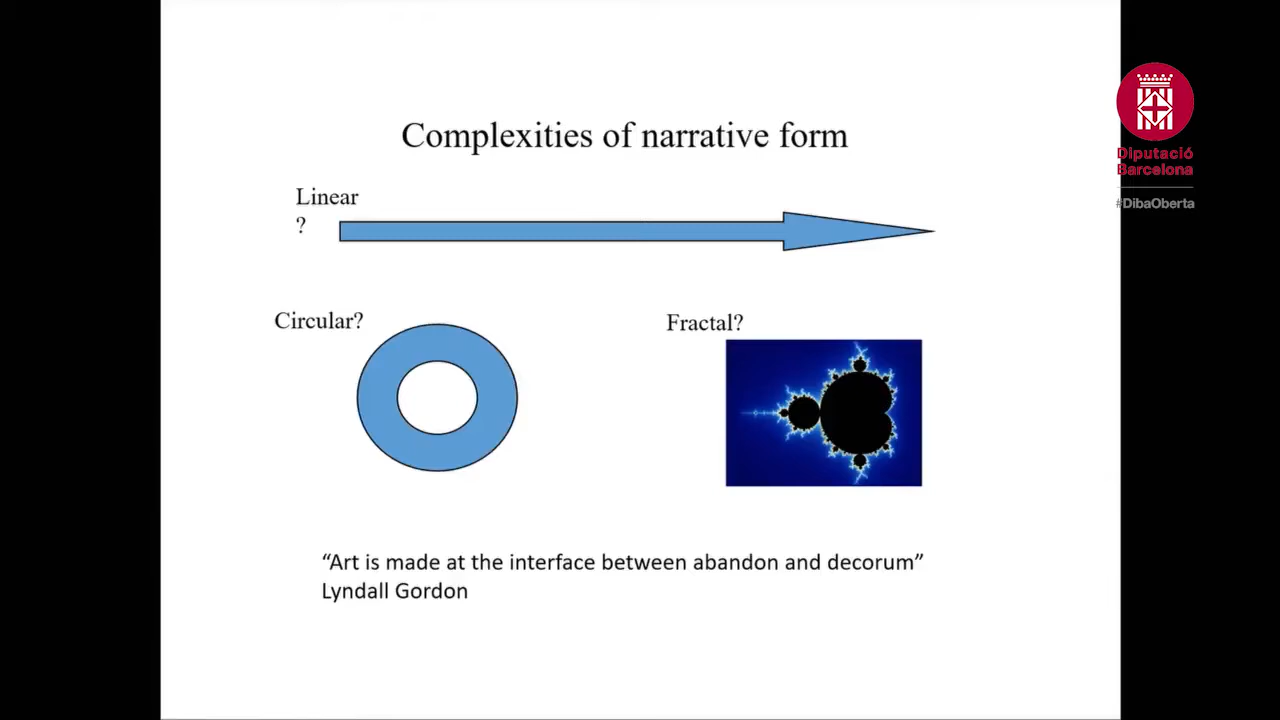 Complexities of narrative form
Linear
?
Circular?
Fractal?
“Art is made at the interface between abandon and decorum”
Lyndall Gordon
Diputació
Barcelona
#DibaOberta